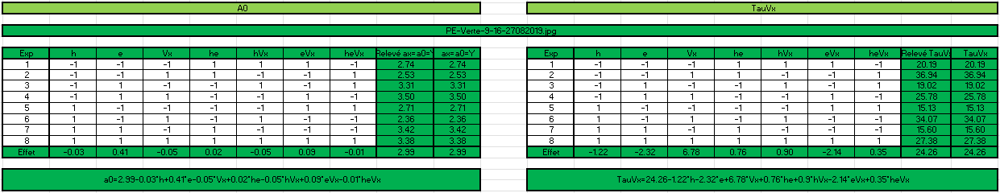 A0 TauVx
PE-Verte-9-16-27082019.jpg
Exp h e Vx he hVx eVx heVx Relevé ax=a0=Y ax=a0=Y Exp h e Vx he hVx eVx heVx Relevé TauVx TauVx
1 -1 -1 -1 1 1 1 -1 2.74 2.74 1 -1 -1 -1 1 1 1 -1 20.19 20.19
2 -1 -1 1 1 -1 -1 1 2.53 2.53 2 -1 -1 1 1 -1 -1 1 36.94 36.94
3 -1 1 -1 -1 1 -1 1 3.31 3.31 3 -1 1 -1 -1 1 -1 1 19.02 19.02
4 -1 1 1 -1 -1 1 -1 3.50 3.50 4 -1 1 1 -1 -1 1 -1 25.78 25.78
5 1 -1 -1 -1 -1 1 1 2.71 2.71 5 1 -1 -1 -1 -1 1 1 15.13 15.13
6 1 -1 1 -1 1 -1 -1 2.36 2.36 6 1 -1 1 -1 1 -1 -1 34.07 34.07
7 1 1 -1 1 -1 -1 -1 3.42 3.42 7 1 1 -1 1 -1 -1 -1 15.60 15.60
8 1 1 1 1 1 1 1 3.38 3.38 8 1 1 1 1 1 1 1 27.38 27.38
Effet -0.03 0.41 -0.05 0.02 -0.05 0.09 -0.01 2.99 2.99 Effet -1.22 -2.32 6.78 0.76 0.90 -2.14 0.35 24.26 24.26
a0=2.99-0.03*h+0.41*e-0.05*Vx+0.02*he-0.05*hVx+0.09*eVx-0.01*heVx TauVx=24.26-1.22*h-2.32*e+6.78*Vx+0.76*he+0.9*hVx-2.14*eVx+0.35*heVx